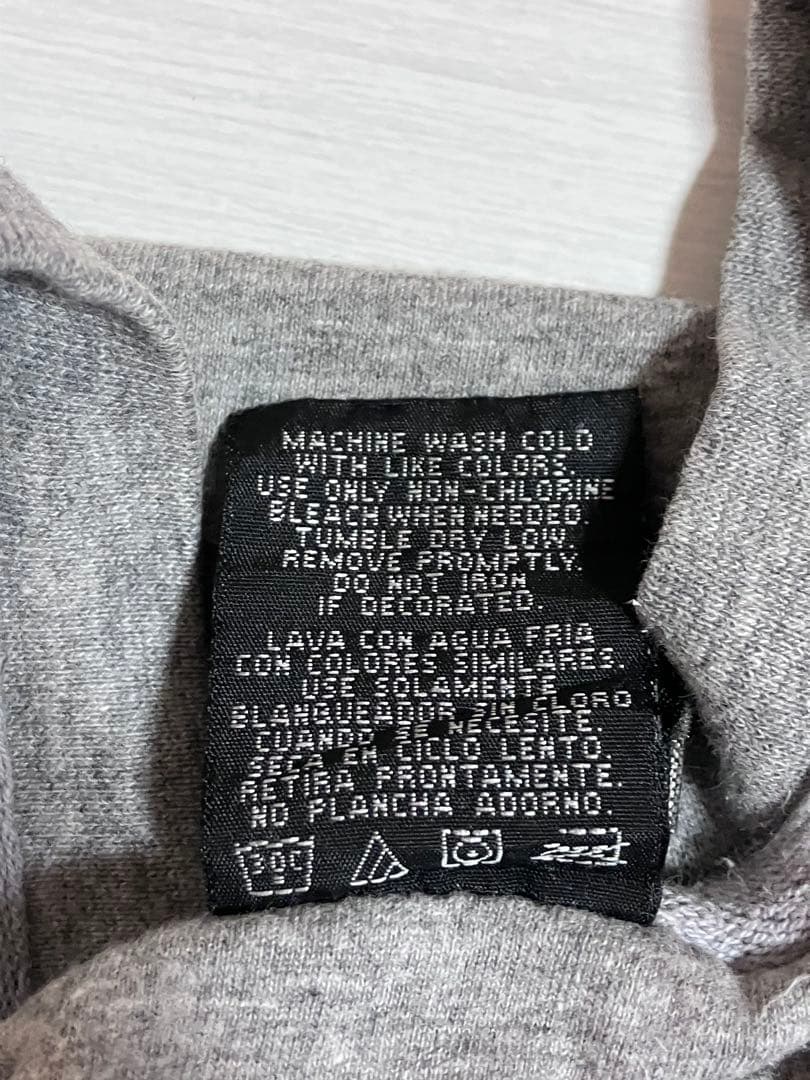 MACHINE WASH COLD
WITH LIKE COLORS.
USE ONLY NON-CHLORINE
BLEACH WHEN NEEDED.
TUMBLE DRY LOW.
REMOVE PROMPTLY.
DO NOT IRON
IF DECORATED.
LAVA CON AGUA FRIA
CON COLORES SIMILARES.
USE SOLAMENTE
BLANQUEADOR SIN CLORO
CUANDO SE NECESITE
SECA EN CICLO LENTO.
RETIRA PRONTAMENTE.
NO PLANCHA ADORNO.
30C